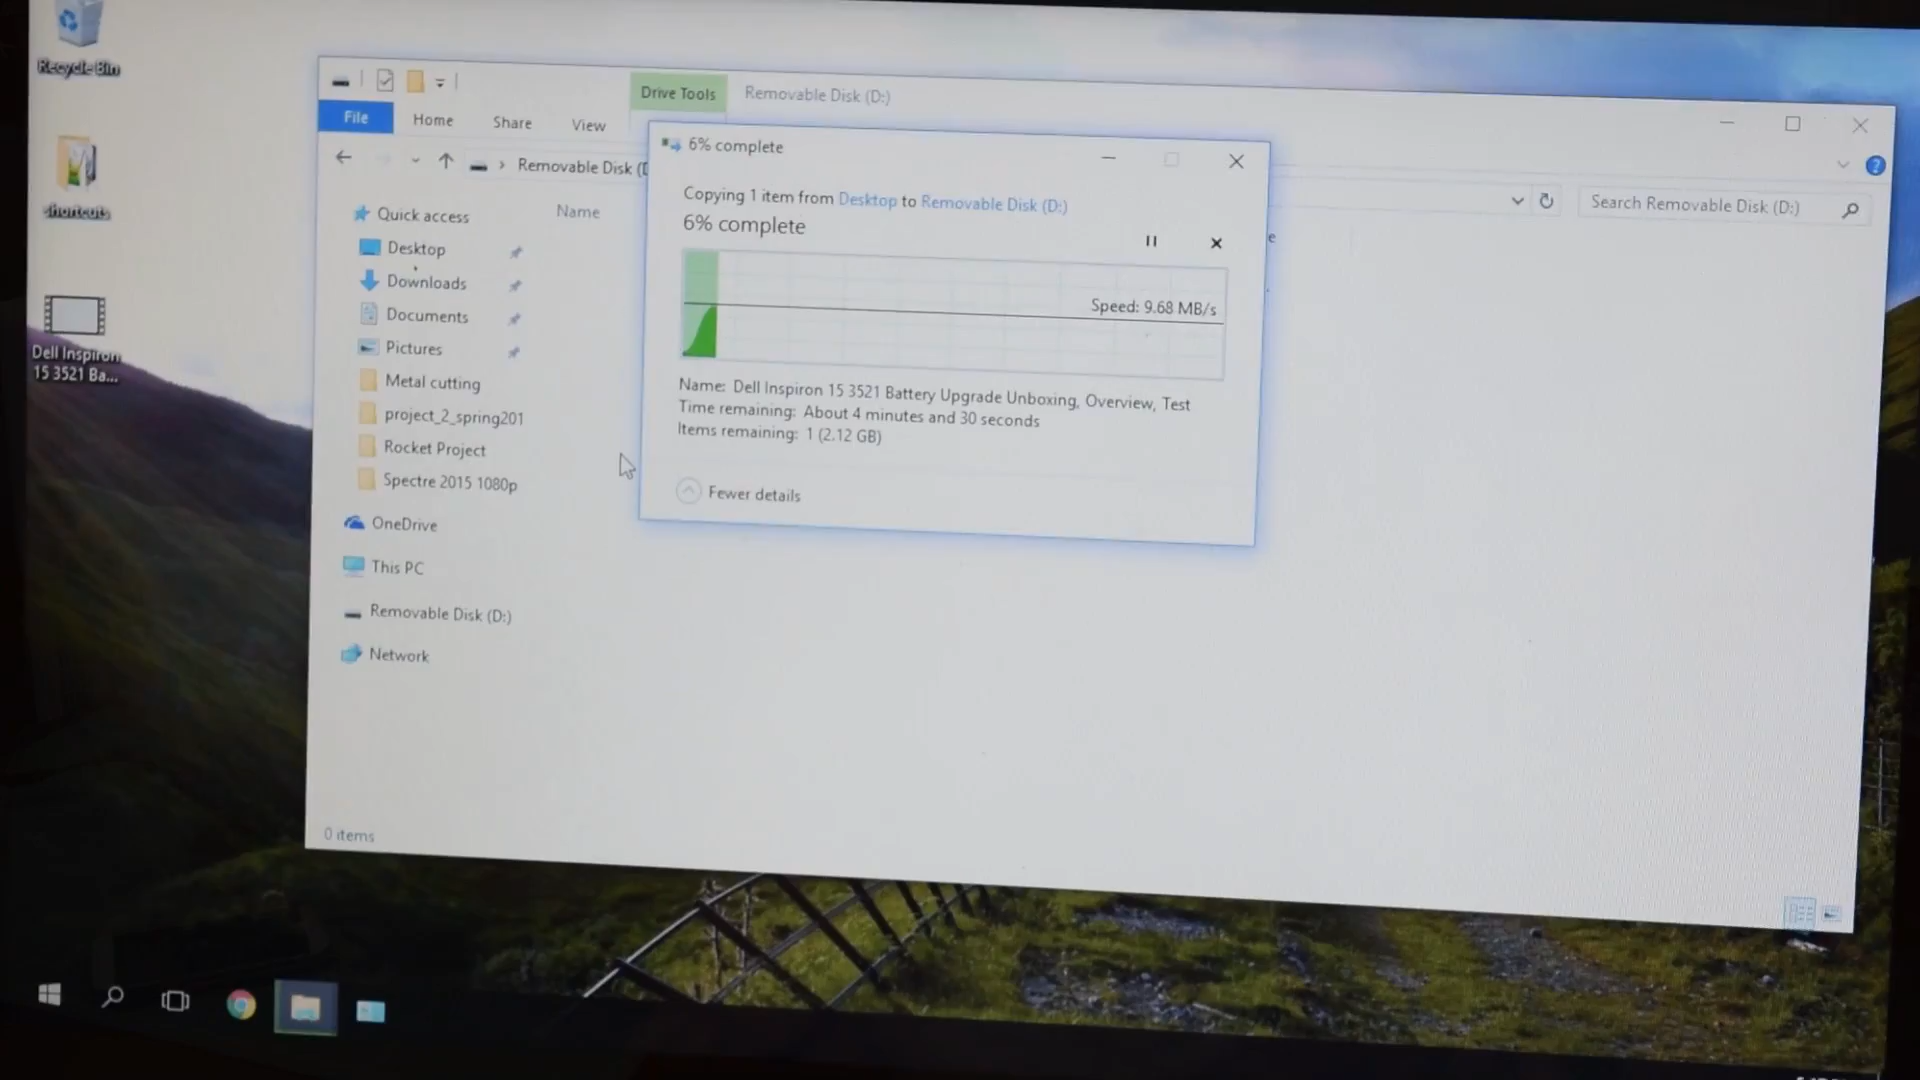 Recycle Bin
shortcuts
Dell Inspiron
15 3521 Ba...
Drive Tools
Removable Disk (D:)
File
Home
Share
View
Removable Disk (D
Search Removable Disk (D:)
Quick access
Desktop
Downloads
Documents
Pictures
Metal cutting
project_2_spring201
Rocket Project
Spectre 2015 1080p
OneDrive
This PC
Removable Disk (D:)
Network
Name
e
6% complete
Copying 1 item from Desktop to Removable Disk (D:)
6% complete
Speed: 9.68 MB/s
Name: Dell Inspiron 15 3521 Battery Upgrade Unboxing, Overview, Test
Time remaining: About 4 minutes and 30 seconds
Items remaining: 1 (2.12 GB)
Fewer details
0 items